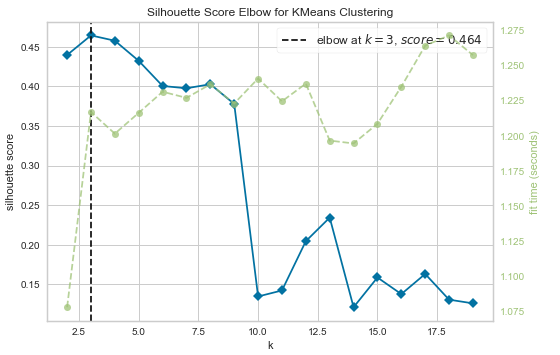 Silhouette Score Elbow for KMeans Clustering
elbow at k = 3, score = 0.464
silhouette score
0.45
0.40
0.35
0.30
0.25
0.20
0.15
1.275
1.250
1.225
1.200
1.175
1.150
1.125
1.100
1.075
fit time (seconds)
2.5 5.0 7.5 10.0 12.5 15.0 17.5
k